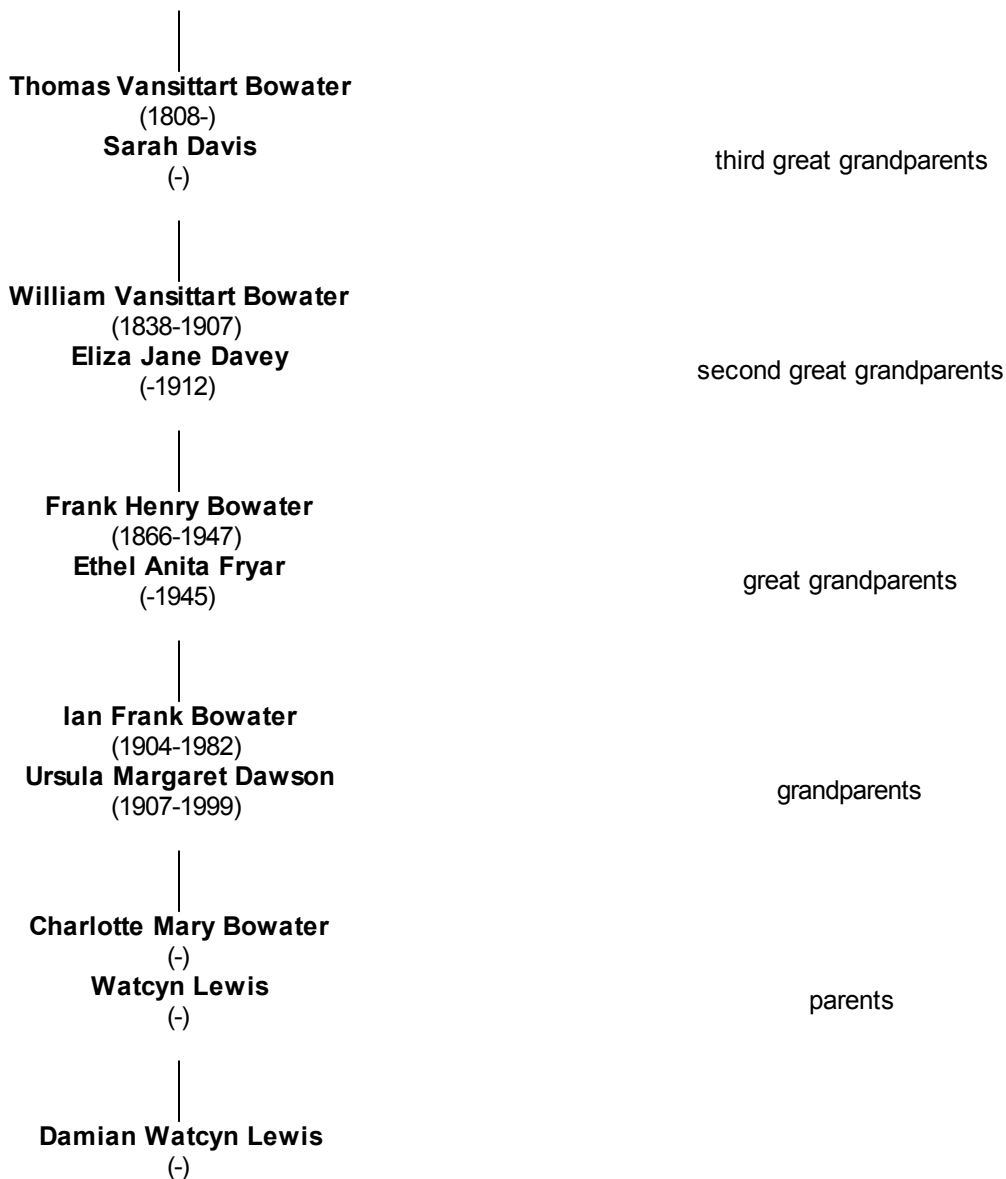 Thomas Vansittart Bowater
(1808-)
Sarah Davis
(-)
third great grandparents
William Vansittart Bowater
(1838-1907)
Eliza Jane Davey
(-1912)
second great grandparents
Frank Henry Bowater
(1866-1947)
Ethel Anita Fryar
(-1945)
great grandparents
Ian Frank Bowater
(1904-1982)
Ursula Margaret Dawson
(1907-1999)
grandparents
Charlotte Mary Bowater
(-)
Watcyn Lewis
(-)
parents
Damian Watcyn Lewis
(-)